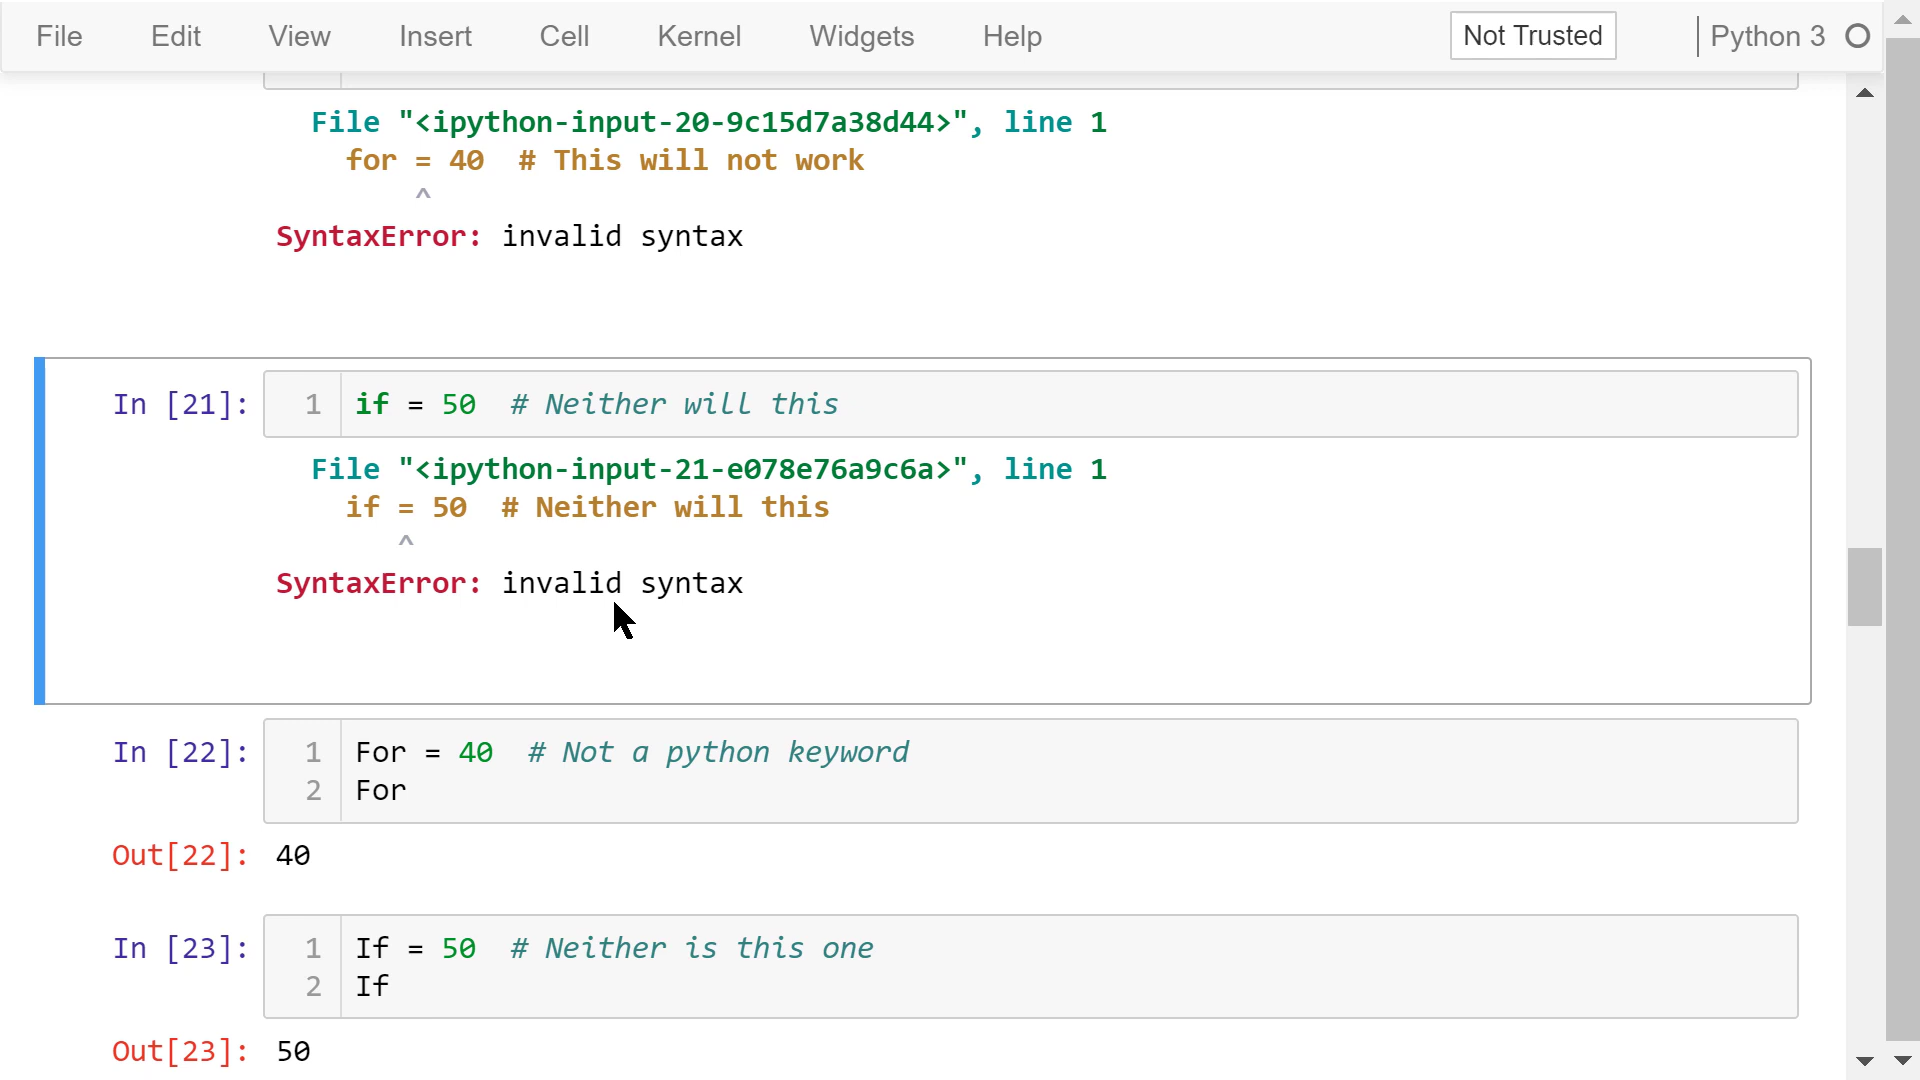 File Edit View Insert Cell Kernel Widgets Help Not Trusted Python 3
File "<ipython-input-20-9c15d7a38d44>", line 1
for = 40  # This will not work
^
SyntaxError: invalid syntax
In [21]: 1 if = 50  # Neither will this
File "<ipython-input-21-e078e76a9c6a>", line 1
if = 50  # Neither will this
^
SyntaxError: invalid syntax
In [22]: 1 For = 40  # Not a python keyword
2 For
Out[22]: 40
In [23]: 1 If = 50  # Neither is this one
2 If
Out[23]: 50